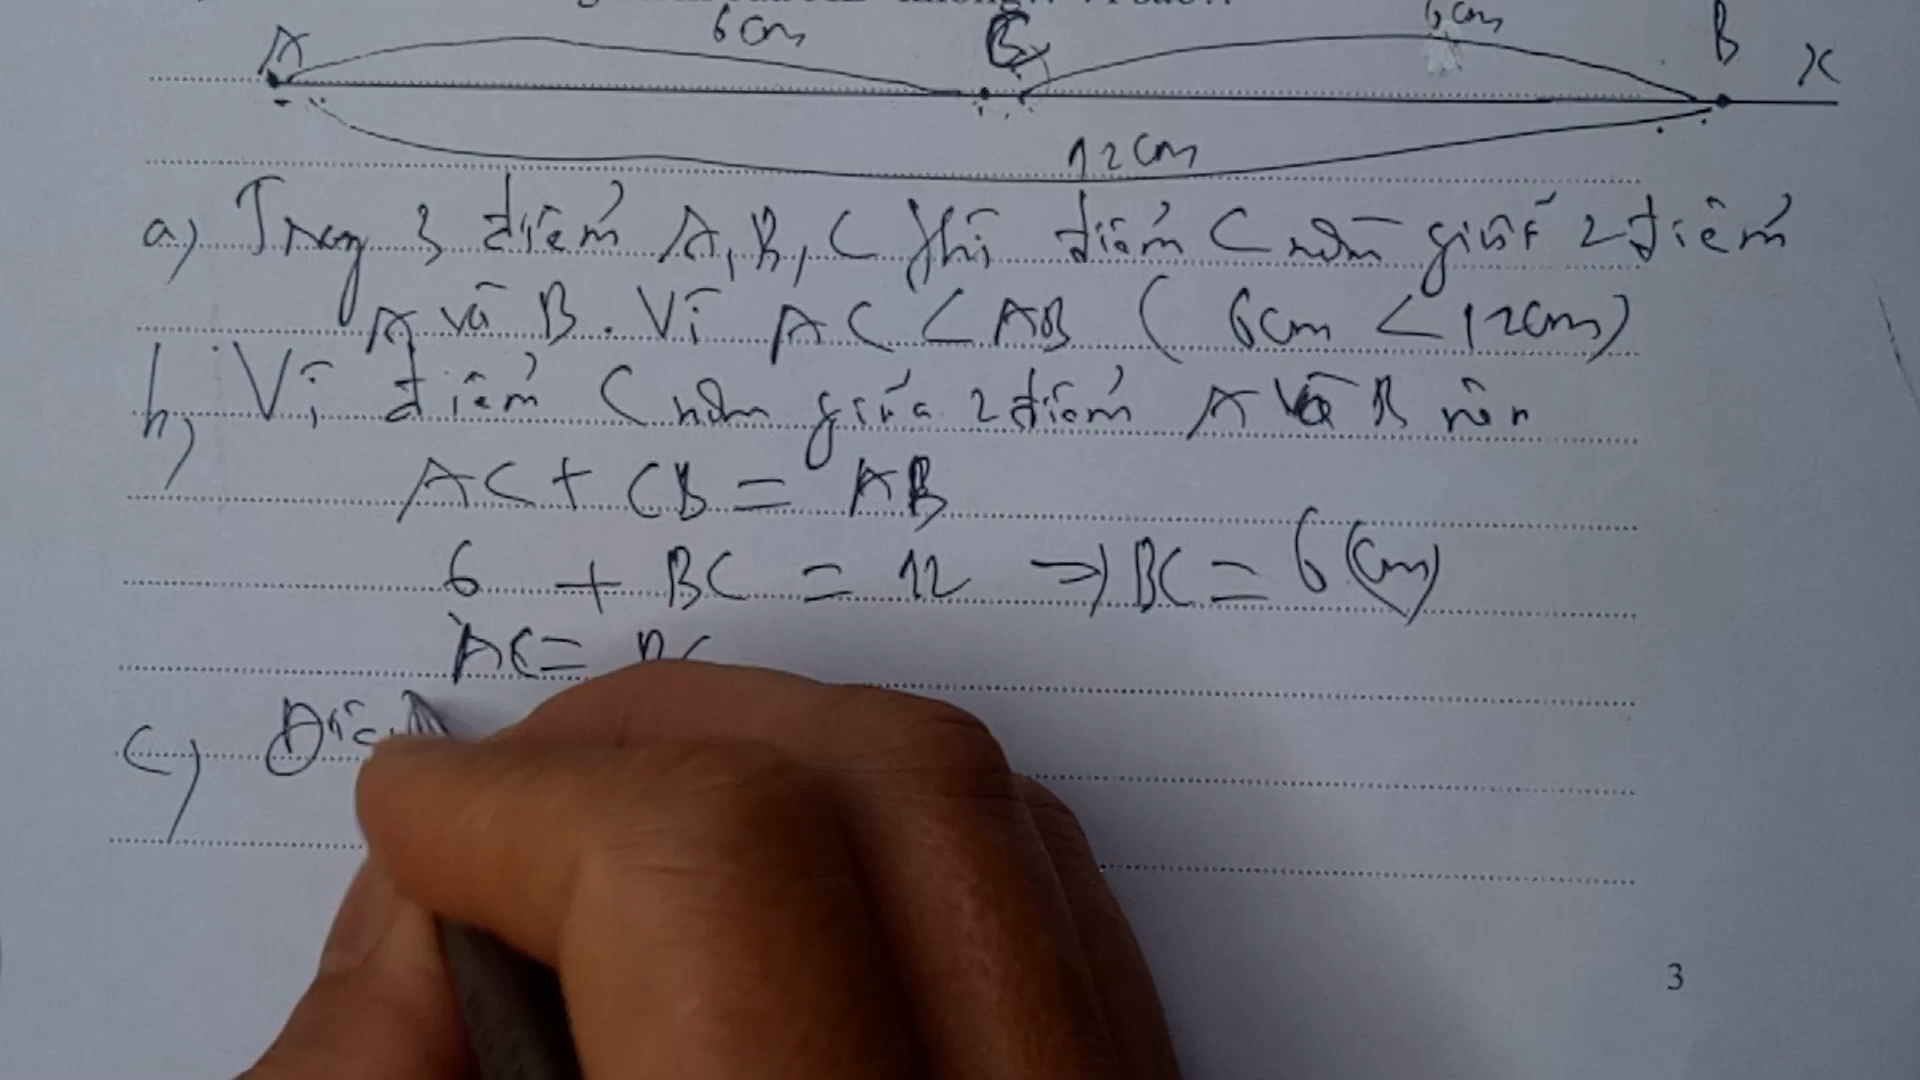 6cm C 6cm B
A x
12cm
a) Trong 3 điểm A, B, C thì điểm C nằm giữa 2 điểm
A và B. Vì AC < AB ( 6cm < 12cm)
b) Vì điểm C nằm giữa 2 điểm A và B nên
AC + CB = AB
6 + BC = 12 => BC = 6 (cm)
AC = BC
c) Điểm
3